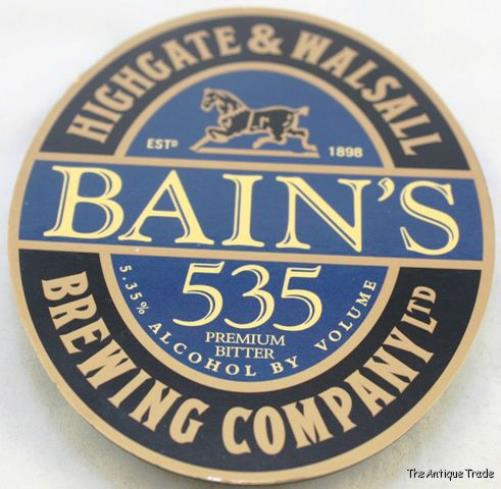 HIGHGATE & WALSALL
ESTD 1898
BAIN'S
535
PREMIUM
BITTER
5.35% ALCOHOL BY VOLUME
BREWING COMPANY LTD
The Antique Trade